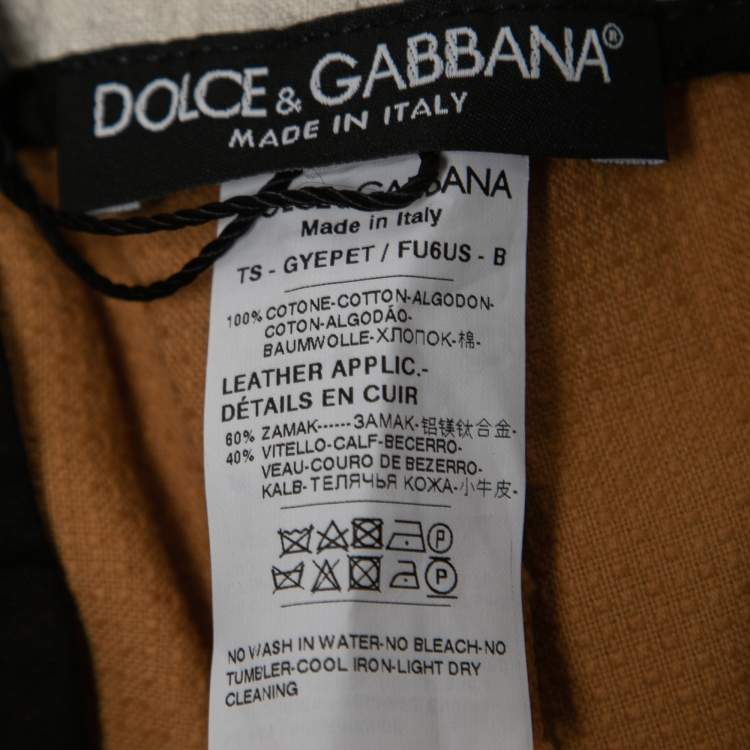 DOLCE & GABBANA®
MADE IN ITALY
DOLCE & GABBANA
Made in Italy
TS - GYEPET / FU6US - B
100% COTONE-COTTON-ALGODON-
COTON-ALGODÃO-
BAUMWOLLE-ХЛОПОК-棉-
LEATHER APPLIC.-
DÉTAILS EN CUIR
60% ZAMAK------ЗАМАК-铝镁钛合金-
40% VITELLO-CALF-BECERRO-
VEAU-COURO DE BEZERRO-
KALB-ТЕЛЯЧЬЯ КОЖА-小牛皮-
P
P
NO WASH IN WATER-NO BLEACH-NO
TUMBLER-COOL IRON-LIGHT DRY
CLEANING